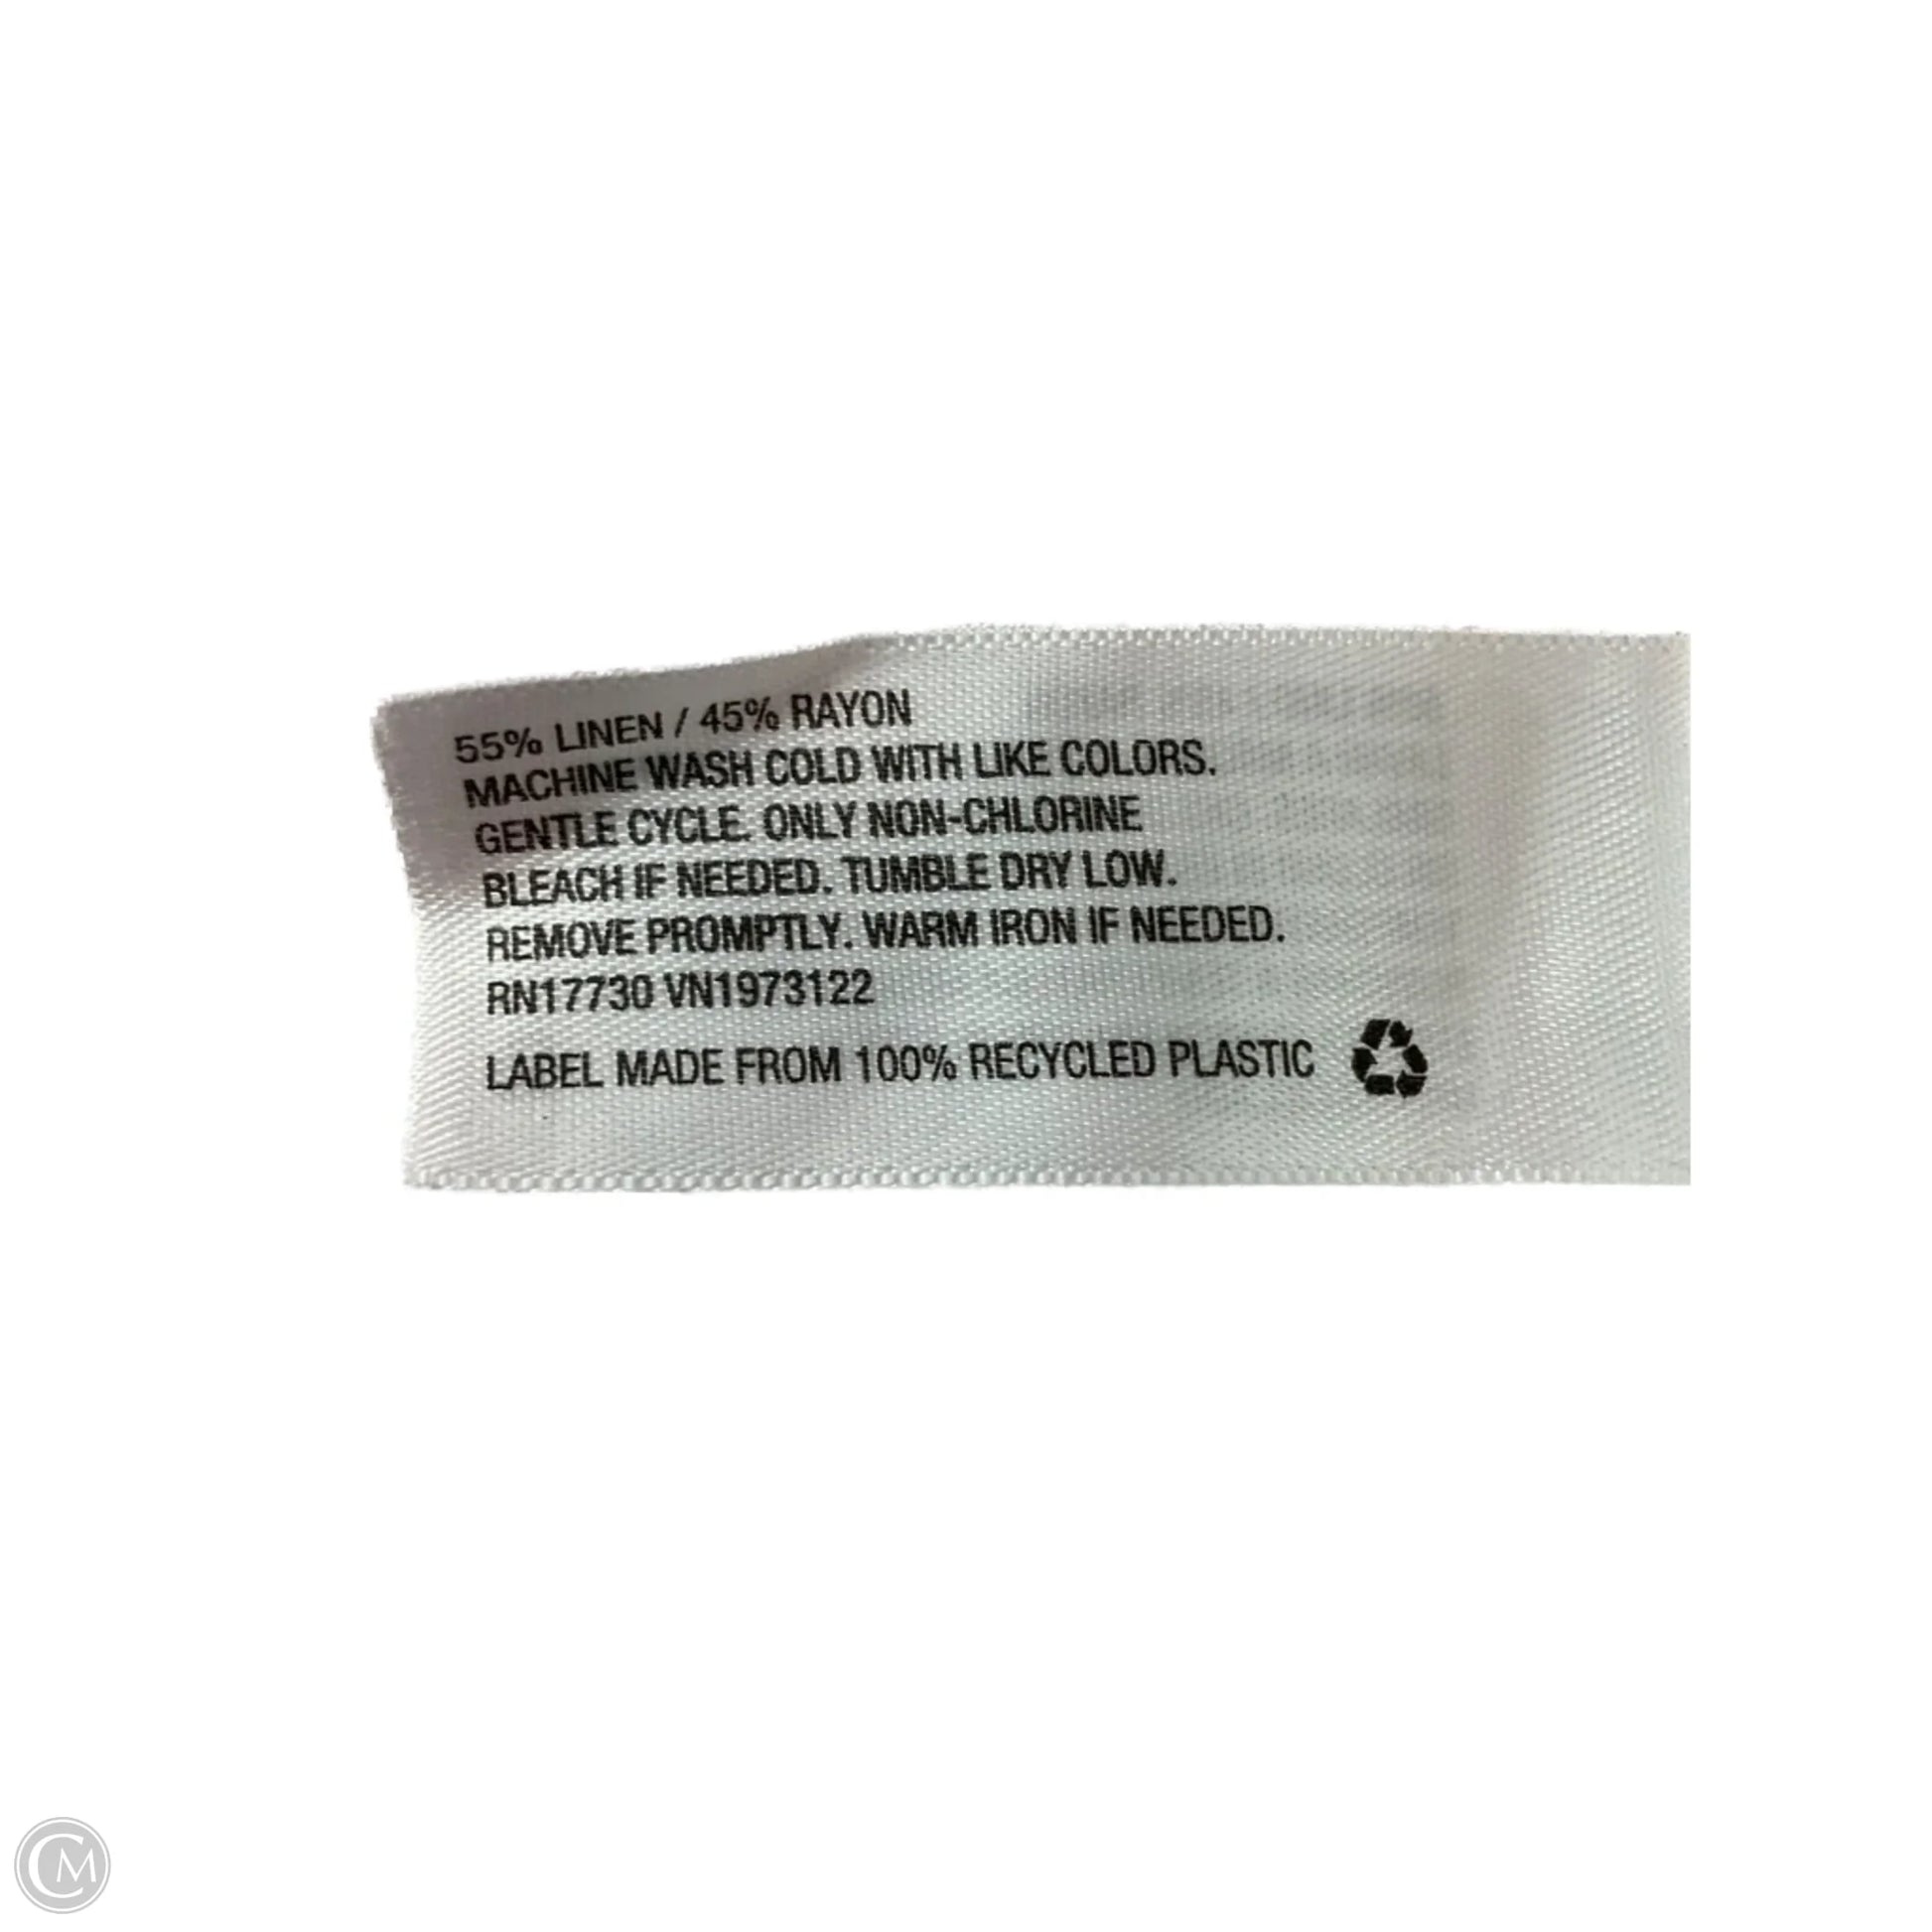 55% LINEN / 45% RAYON
MACHINE WASH COLD WITH LIKE COLORS.
GENTLE CYCLE. ONLY NON-CHLORINE
BLEACH IF NEEDED. TUMBLE DRY LOW.
REMOVE PROMPTLY. WARM IRON IF NEEDED.
RN17730 VN1973122
LABEL MADE FROM 100% RECYCLED PLASTIC
CM